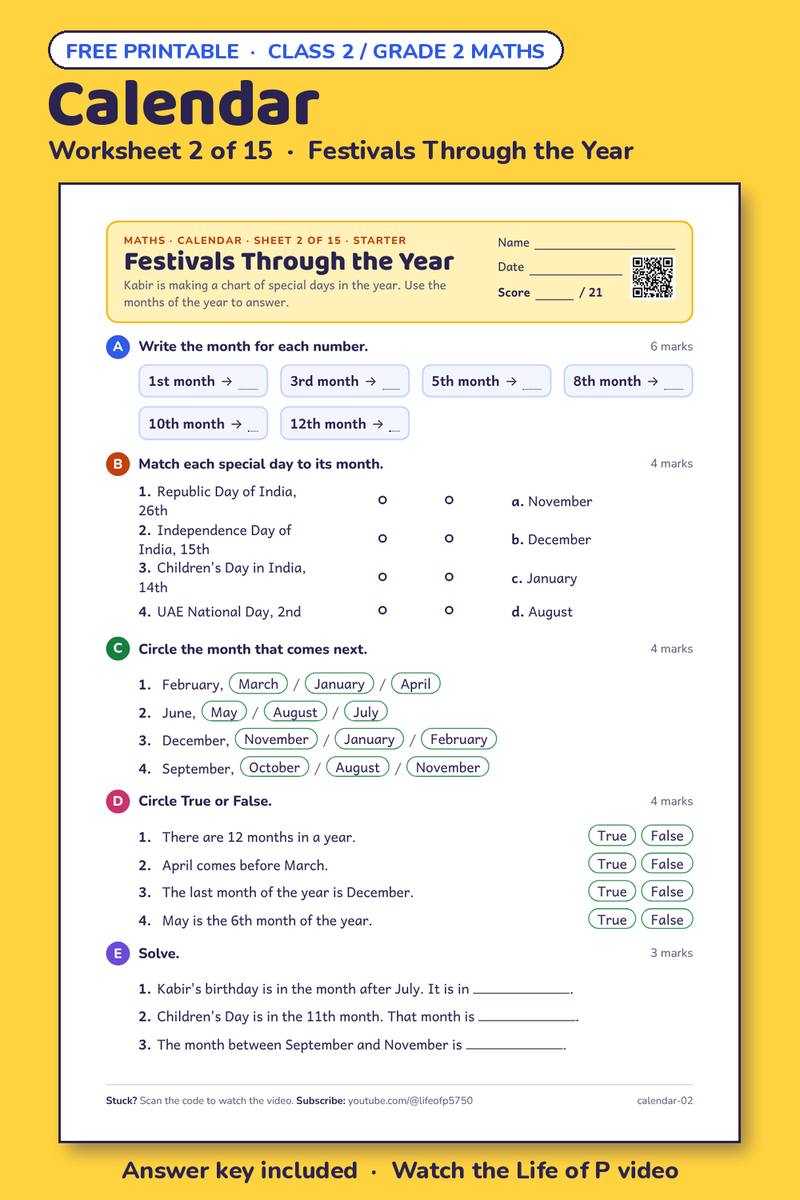 FREE PRINTABLE · CLASS 2 / GRADE 2 MATHS
Calendar
Worksheet 2 of 15 · Festivals Through the Year
MATHS · CALENDAR · SHEET 2 OF 15 · STARTER
Festivals Through the Year
Kabir is making a chart of special days in the year. Use the
months of the year to answer.
Name ____
Date ____
Score ____ / 21
A Write the month for each number. 6 marks
1st month → ___ 3rd month → ___ 5th month → ___ 8th month → ___
10th month → ___ 12th month → ___
B Match each special day to its month. 4 marks
1. Republic Day of India,
26th
a. November
2. Independence Day of
India, 15th
b. December
3. Children's Day in India,
14th
c. January
4. UAE National Day, 2nd d. August
C Circle the month that comes next. 4 marks
1. February, March / January / April
2. June, May / August / July
3. December, November / January / February
4. September, October / August / November
D Circle True or False. 4 marks
1. There are 12 months in a year. True False
2. April comes before March. True False
3. The last month of the year is December. True False
4. May is the 6th month of the year. True False
E Solve. 3 marks
1. Kabir's birthday is in the month after July. It is in ____.
2. Children's Day is in the 11th month. That month is ____.
3. The month between September and November is ____.
Stuck? Scan the code to watch the video. Subscribe: youtube.com/@lifeofp5750 calendar-02
Answer key included · Watch the Life of P video